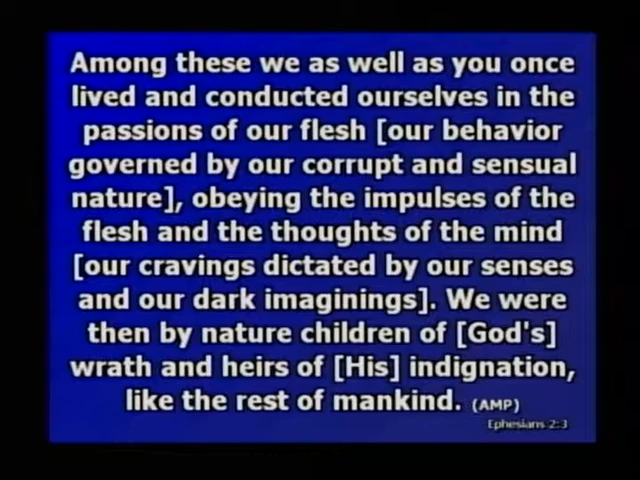 Among these we as well as you once
lived and conducted ourselves in the
passions of our flesh [our behavior
governed by our corrupt and sensual
nature], obeying the impulses of the
flesh and the thoughts of the mind
[our cravings dictated by our senses
and our dark imaginings]. We were
then by nature children of [God's]
wrath and heirs of [His] indignation,
like the rest of mankind. (AMP)
Ephesians 2:3